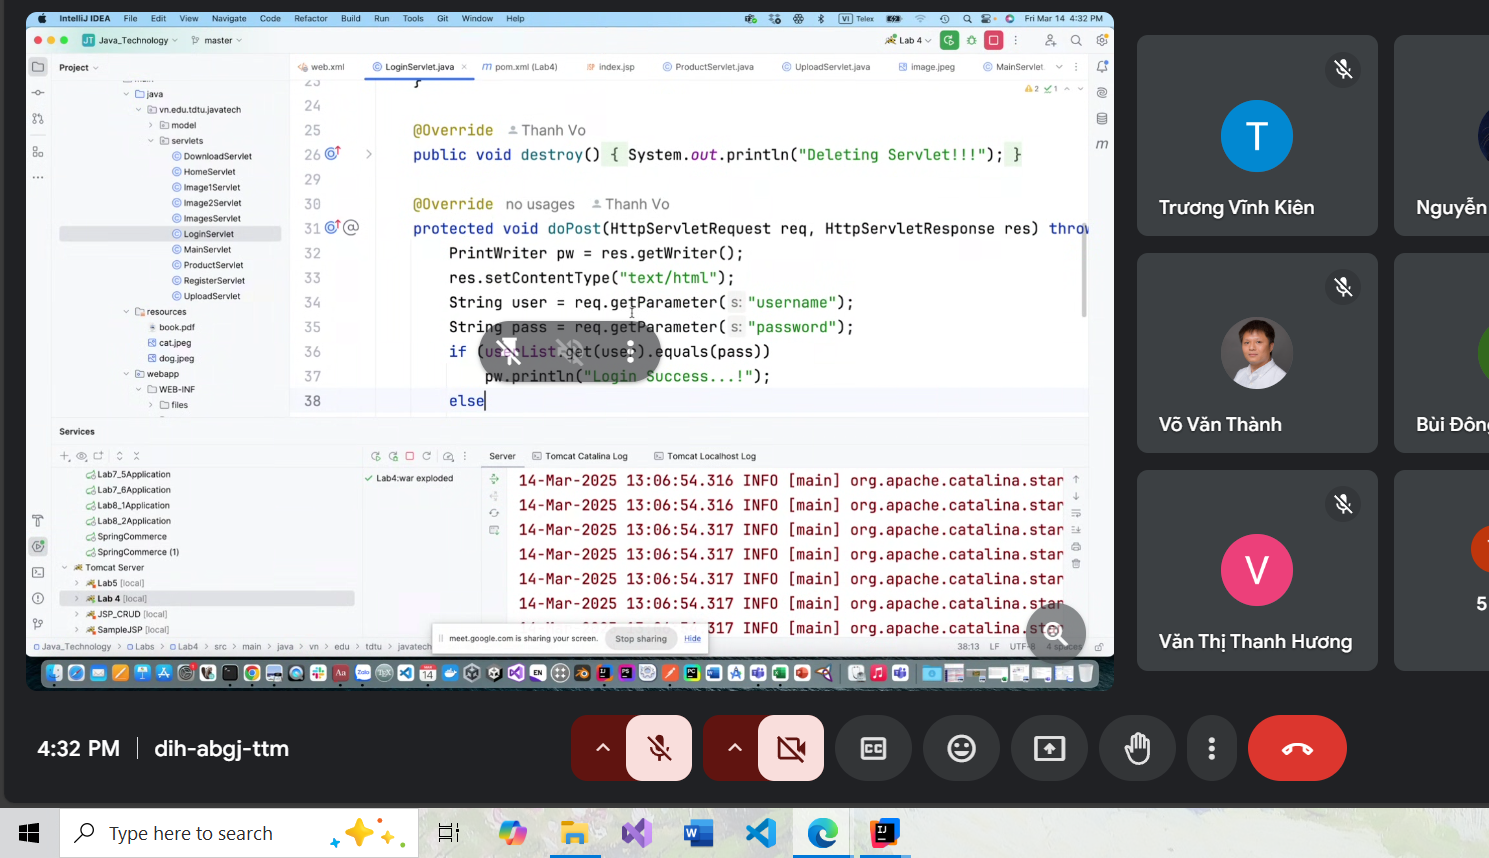 IntelliJ IDEA File Edit View Navigate Code Refactor Build Run Tools Git Window Help VI Telex Fri Mar 14 4:32 PM
JT Java_Technology master Lab 4
Project web.xml LoginServlet.java pom.xml (Lab4) index.jsp ProductServlet.java UploadServlet.java image.jpeg MainServlet
java
vn.edu.tdtu.javatech
model
servlets
DownloadServlet
HomeServlet
Image1Servlet
Image2Servlet
ImagesServlet
LoginServlet
MainServlet
ProductServlet
RegisterServlet
UploadServlet
resources
book.pdf
cat.jpeg
dog.jpeg
webapp
WEB-INF
files
23 }
2 1
24
25 @Override Thanh Vo
26 public void destroy() { System.out.println("Deleting Servlet!!!"); }
29
30 @Override no usages Thanh Vo
31 protected void doPost(HttpServletRequest req, HttpServletResponse res) throw
32 PrintWriter pw = res.getWriter();
33 res.setContentType("text/html");
34 String user = req.getParameter( s: "username");
35 String pass = req.getParameter( s: "password");
36 if (userList.get(user).equals(pass))
37 pw.println("Login Success...!");
38 else
Services
Server Tomcat Catalina Log Tomcat Localhost Log
Lab7_5Application
Lab7_6Application
Lab8_1Application
Lab8_2Application
SpringCommerce
SpringCommerce (1)
Tomcat Server
Lab5 [local]
Lab 4 [local]
JSP_CRUD [local]
SampleJSP [local]
Lab4:war exploded
14-Mar-2025 13:06:54.316 INFO [main] org.apache.catalina.star
14-Mar-2025 13:06:54.316 INFO [main] org.apache.catalina.star
14-Mar-2025 13:06:54.317 INFO [main] org.apache.catalina.star
14-Mar-2025 13:06:54.317 INFO [main] org.apache.catalina.star
14-Mar-2025 13:06:54.317 INFO [main] org.apache.catalina.star
14-Mar-2025 13:06:54.317 INFO [main] org.apache.catalina.star
317 INFO [main] org.apache.catalina.star
meet.google.com is sharing your screen. Stop sharing Hide
Java_Technology Labs Lab4 src main java vn edu tdtu javatech 38:13 LF UTF-8 4 spaces
T
Trương Vĩnh Kiên
Nguyễn
Võ Văn Thành
Bùi Đông
V
Văn Thị Thanh Hương
5
4:32 PM dih-abgj-ttm
CC
Type here to search